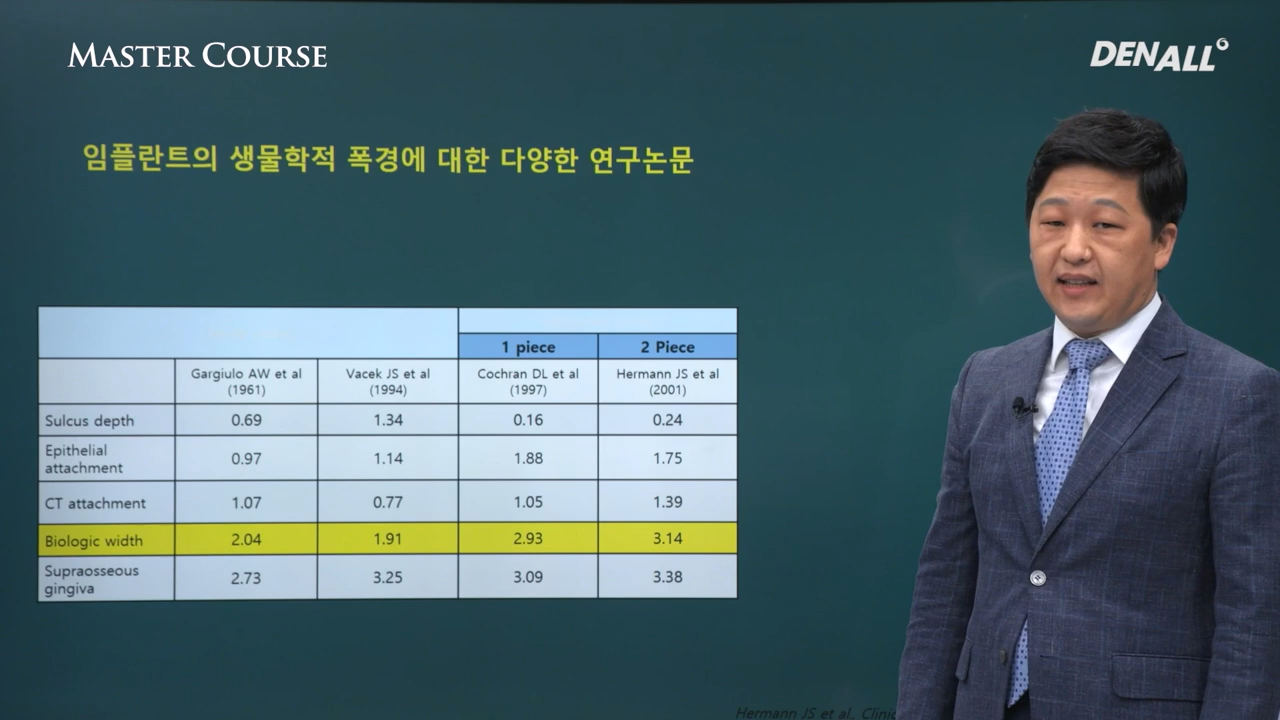 MASTER COURSE
DENALL
임플란트의 생물학적 폭경에 대한 다양한 연구논문
1 piece
2 Piece
Gargiulo AW et al
(1961)
Vacek JS et al
(1994)
Cochran DL et al
(1997)
Hermann JS et al
(2001)
Sulcus depth
0.69
1.34
0.16
0.24
Epithelial
attachment
0.97
1.14
1.88
1.75
CT attachment
1.07
0.77
1.05
1.39
Biologic width
2.04
1.91
2.93
3.14
Supraosseous
gingiva
2.73
3.25
3.09
3.38
Hermann JS et al., Clinic